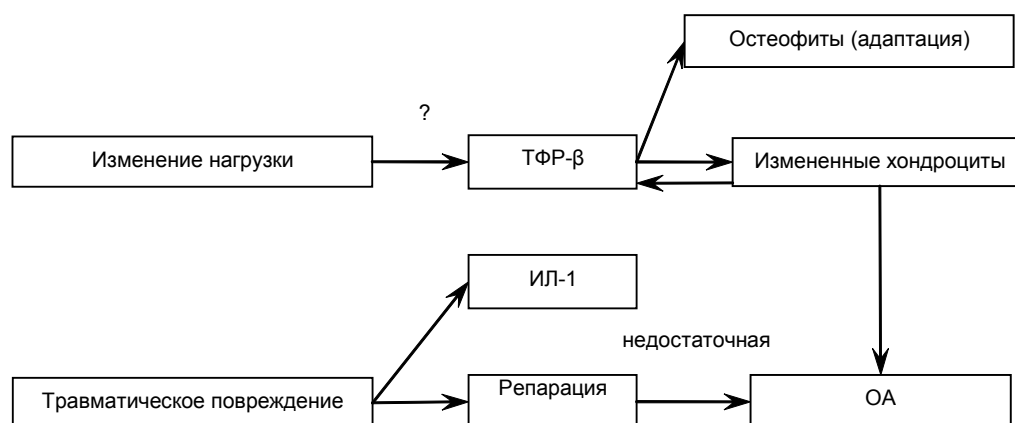 Остеофиты (адаптация)
?
Изменение нагрузки
ТФР-β
Измененные хондроциты
ИЛ-1
недостаточная
Травматическое повреждение
Репарация
ОА